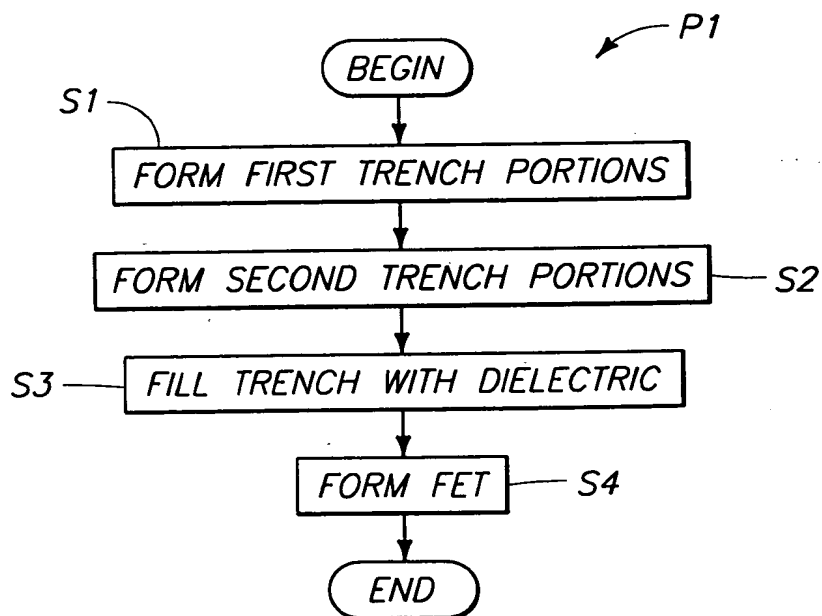 P1
BEGIN
S1
FORM FIRST TRENCH PORTIONS
FORM SECOND TRENCH PORTIONS
S2
S3
FILL TRENCH WITH DIELECTRIC
FORM FET
S4
END